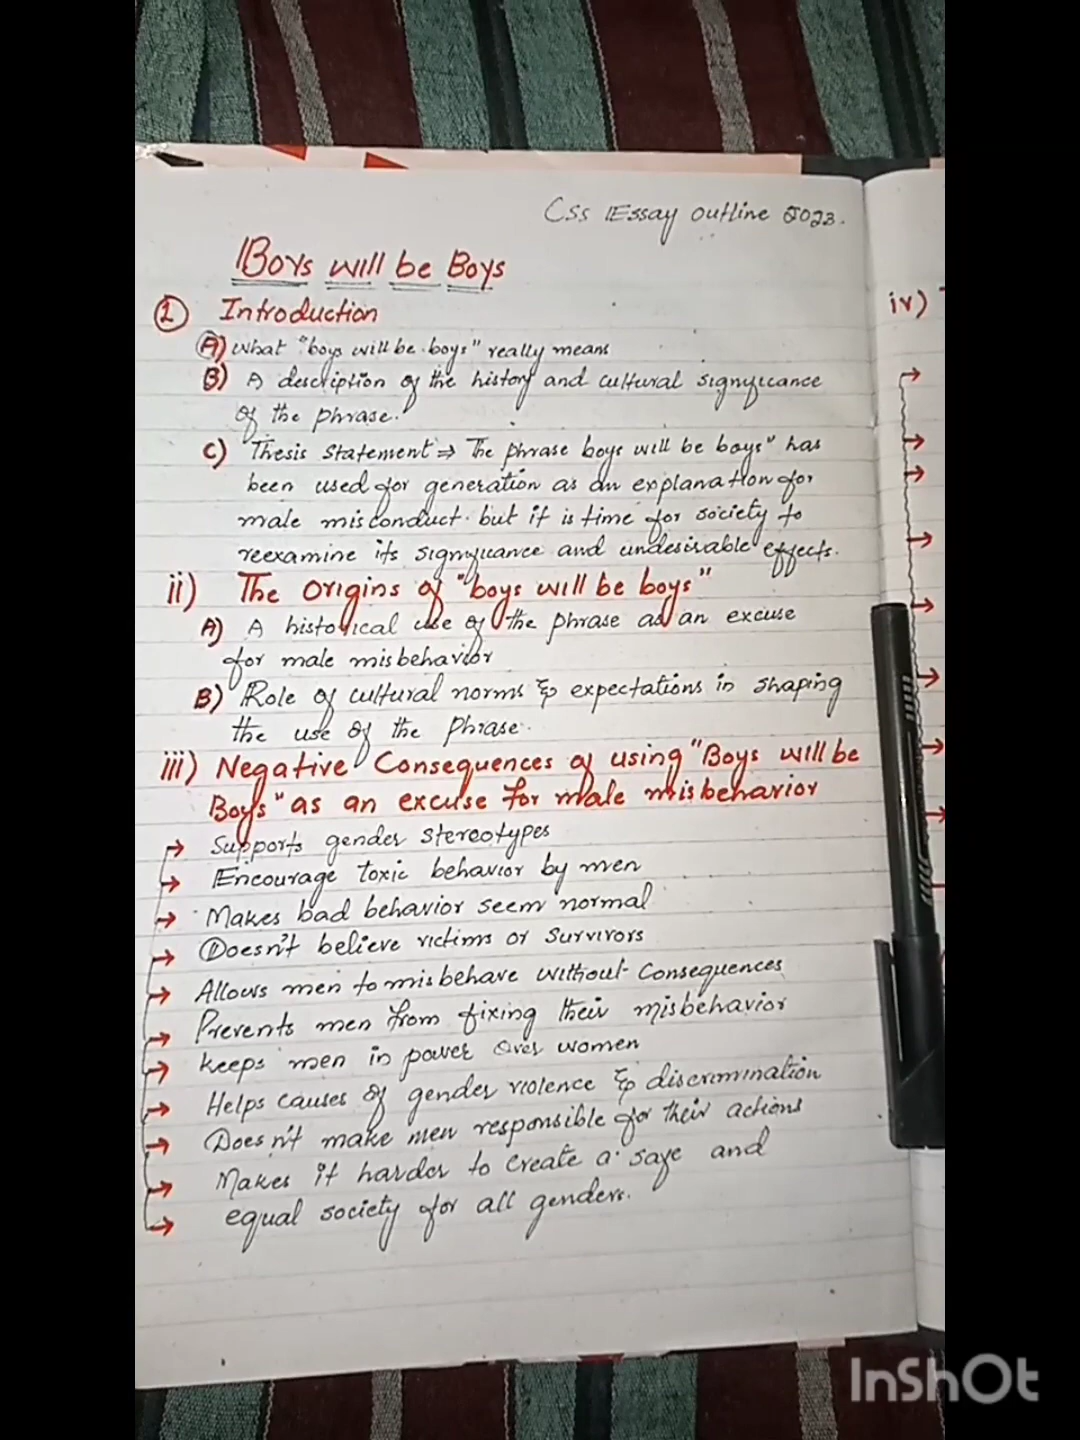 Css Essay outline 2023.
Boys will be Boys
1 Introduction
A) What "boys will be boys" really means
B) A description of the history and cultural significance
of the phrase.
C) Thesis Statement ⇒ The phrase boys will be boys" has
been used for generation as an explanation for
male misconduct. but it is time for society to
reexamine its significance and undesirable effects.
ii) The Origins of "boys will be boys"
A) A historical use of the phrase as an excuse
for male misbehavior
B) Role of cultural norms & expectations in shaping
the use of the phrase.
iii) Negative Consequences of using "Boys will be
Boys" as an excuse for male misbehavior
→ Supports gender stereotypes
→ Encourage toxic behavior by men
→ Makes bad behavior seem normal
→ Doesn't believe victims or survivors
→ Allows men to misbehave without Consequences
→ Prevents men from fixing their misbehavior
→ keeps men in power over women
→ Helps causes of gender violence & discrimination
→ Doesn't make men responsible for their actions
→ Makes it harder to create a safe and
→ equal society for all genders.
iv)
InShOt